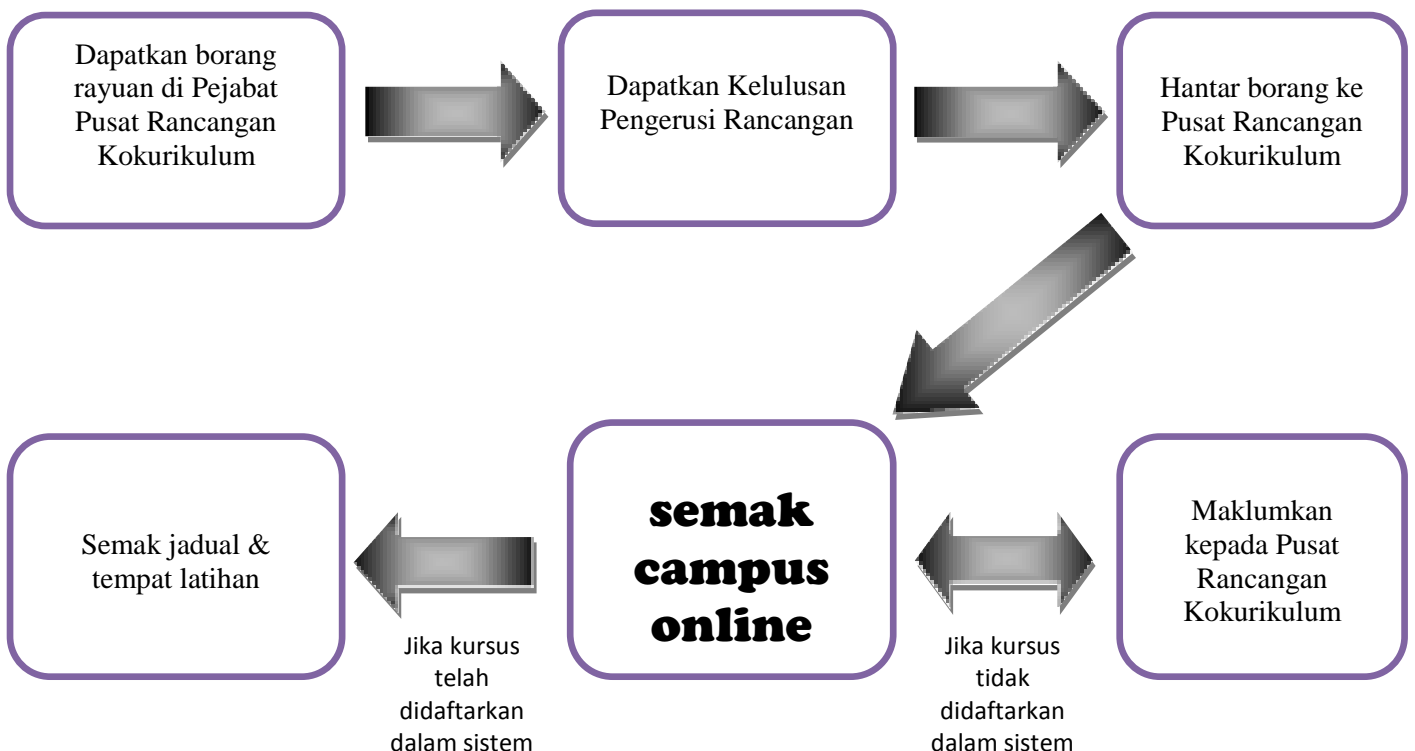 Dapatkan borang
rayuan di Pejabat
Pusat Rancangan
Kokurikulum
Dapatkan Kelulusan
Pengerusi Rancangan
Hantar borang ke
Pusat Rancangan
Kokurikulum
Semak jadual &
tempat latihan
semak
campus
online
Maklumkan
kepada Pusat
Rancangan
Kokurikulum
Jika kursus
telah
didaftarkan
dalam sistem
Jika kursus
tidak
didaftarkan
dalam sistem